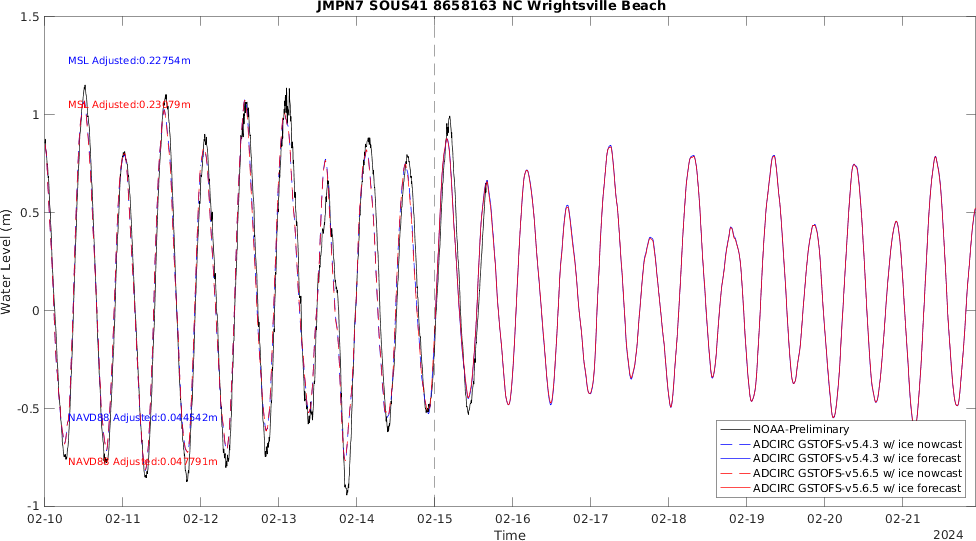 JMPN7 SOUS41 8658163 NC Wrightsville Beach
1.5
1
0.5
0
-0.5
-1
Water Level (m)
MSL Adjusted:0.22754m
NAVD88 Adjusted:0.044542m
NAVD88 Adjusted:0.047791m
NOAA-Preliminary
ADCIRC GSTOFS-v5.4.3 w/ ice nowcast
ADCIRC GSTOFS-v5.4.3 w/ ice forecast
ADCIRC GSTOFS-v5.6.5 w/ ice nowcast
ADCIRC GSTOFS-v5.6.5 w/ ice forecast
02-10 02-11 02-12 02-13 02-14 02-15 02-16 02-17 02-18 02-19 02-20 02-21
Time
2024